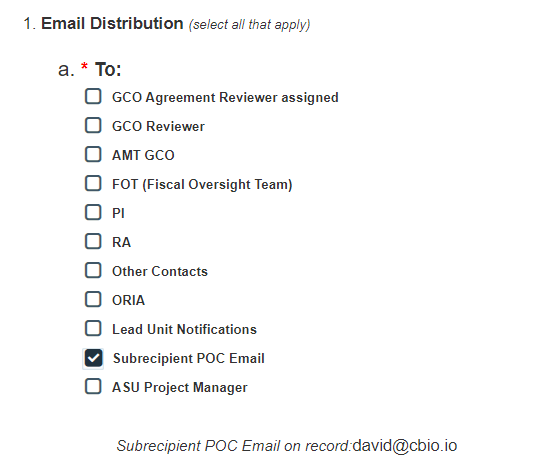 1. Email Distribution (select all that apply)
a. * To:
GCO Agreement Reviewer assigned
GCO Reviewer
AMT GCO
FOT (Fiscal Oversight Team)
PI
RA
Other Contacts
ORIA
Lead Unit Notifications
Subrecipient POC Email
ASU Project Manager
Subrecipient POC Email on record:david@cbio.io